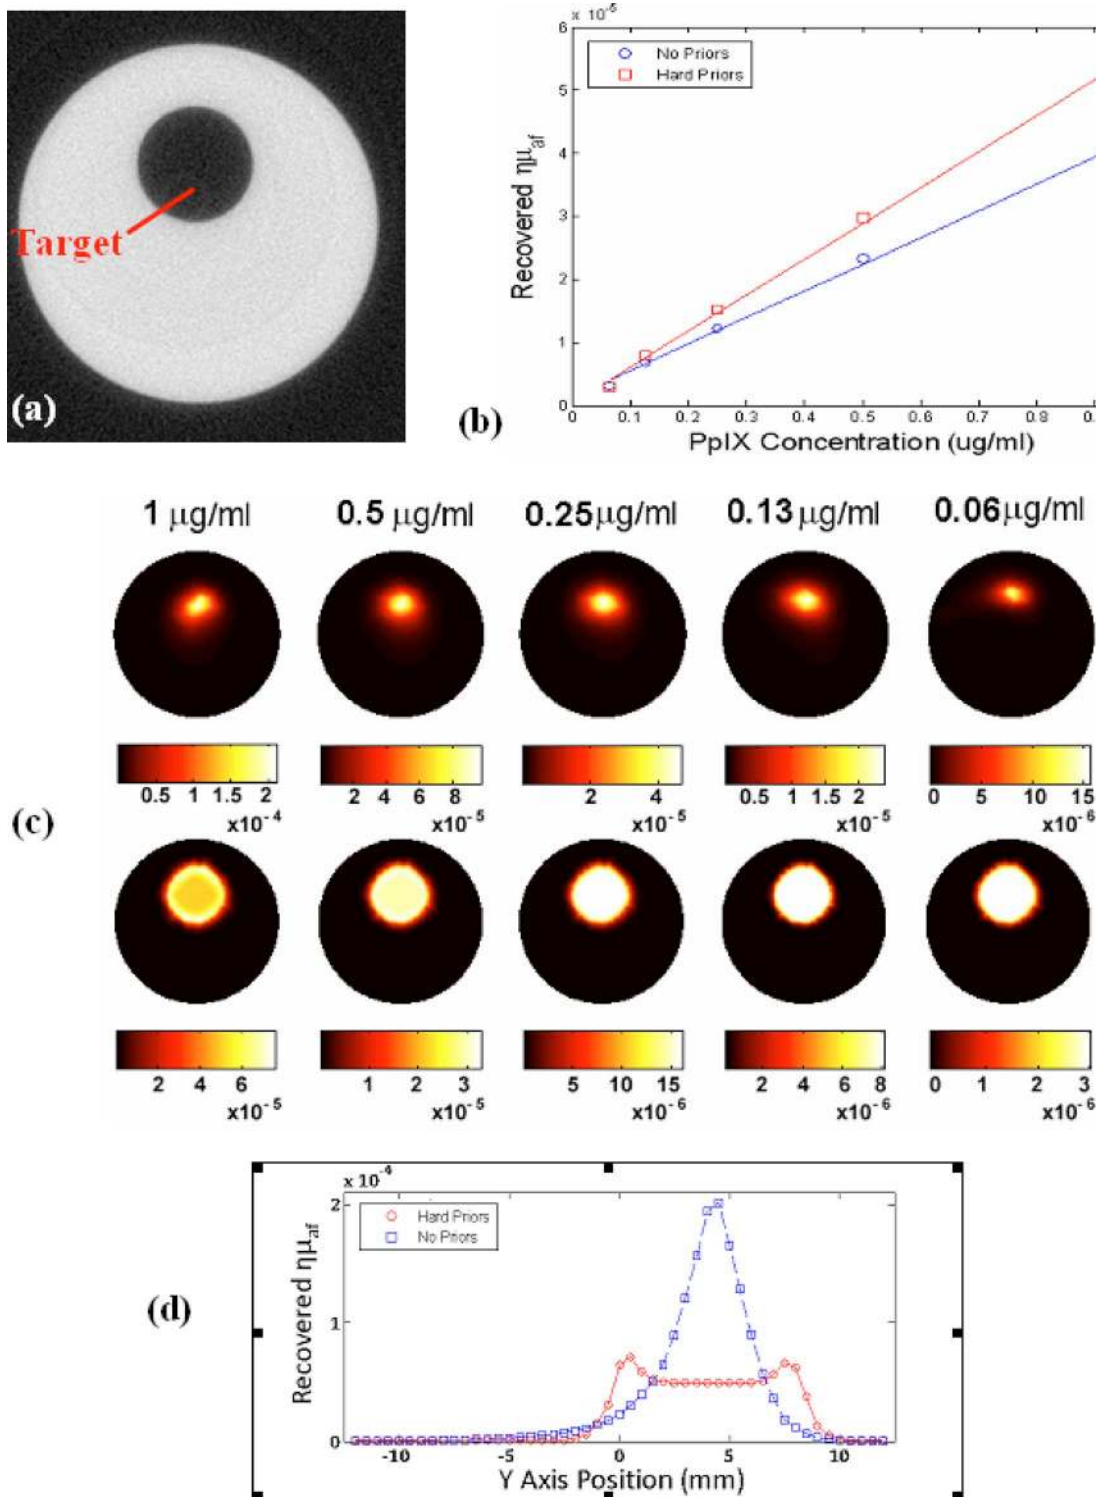 Target
(a)
x 10⁻⁵
6
5
4
3
2
1
0
No Priors
Hard Priors
Recovered ημaf
0 0.1 0.2 0.3 0.4 0.5 0.6 0.7 0.8 0.9
PpIX Concentration (ug/ml)
(b)
1 μg/ml 0.5 μg/ml 0.25μg/ml 0.13μg/ml 0.06μg/ml
0.5 1 1.5 2 2 4 6 8 2 4 0.5 1 1.5 2 0 5 10 15
x10⁻⁴ x10⁻⁵ x10⁻⁵ x10⁻⁵ x10⁻⁶
(c)
2 4 6 1 2 3 5 10 15 2 4 6 8 0 1 2 3
x10⁻⁵ x10⁻⁵ x10⁻⁶ x10⁻⁶ x10⁻⁶
x 10⁻⁴
2
1
0
Hard Priors
No Priors
Recovered ημaf
(d)
-10 -5 0 5 10
Y Axis Position (mm)